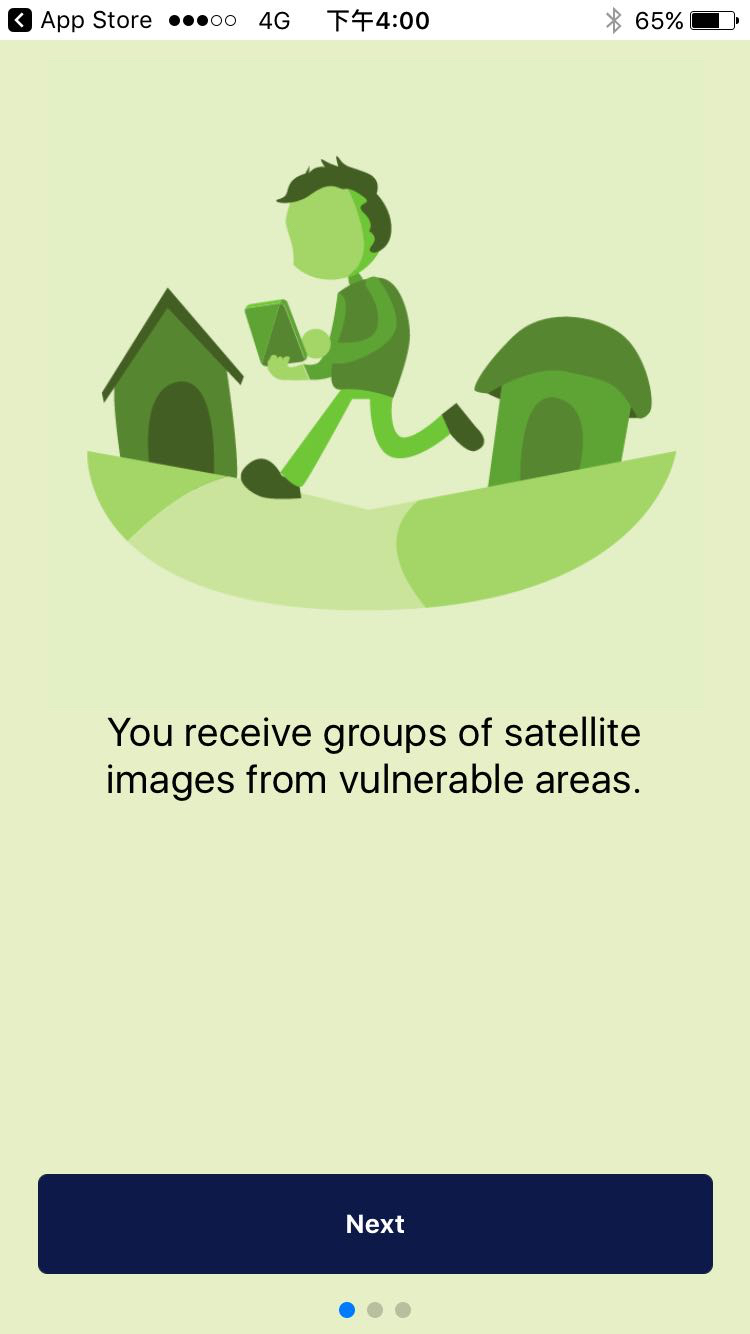 App Store 4G 下午4:00 65%
You receive groups of satellite
images from vulnerable areas.
Next